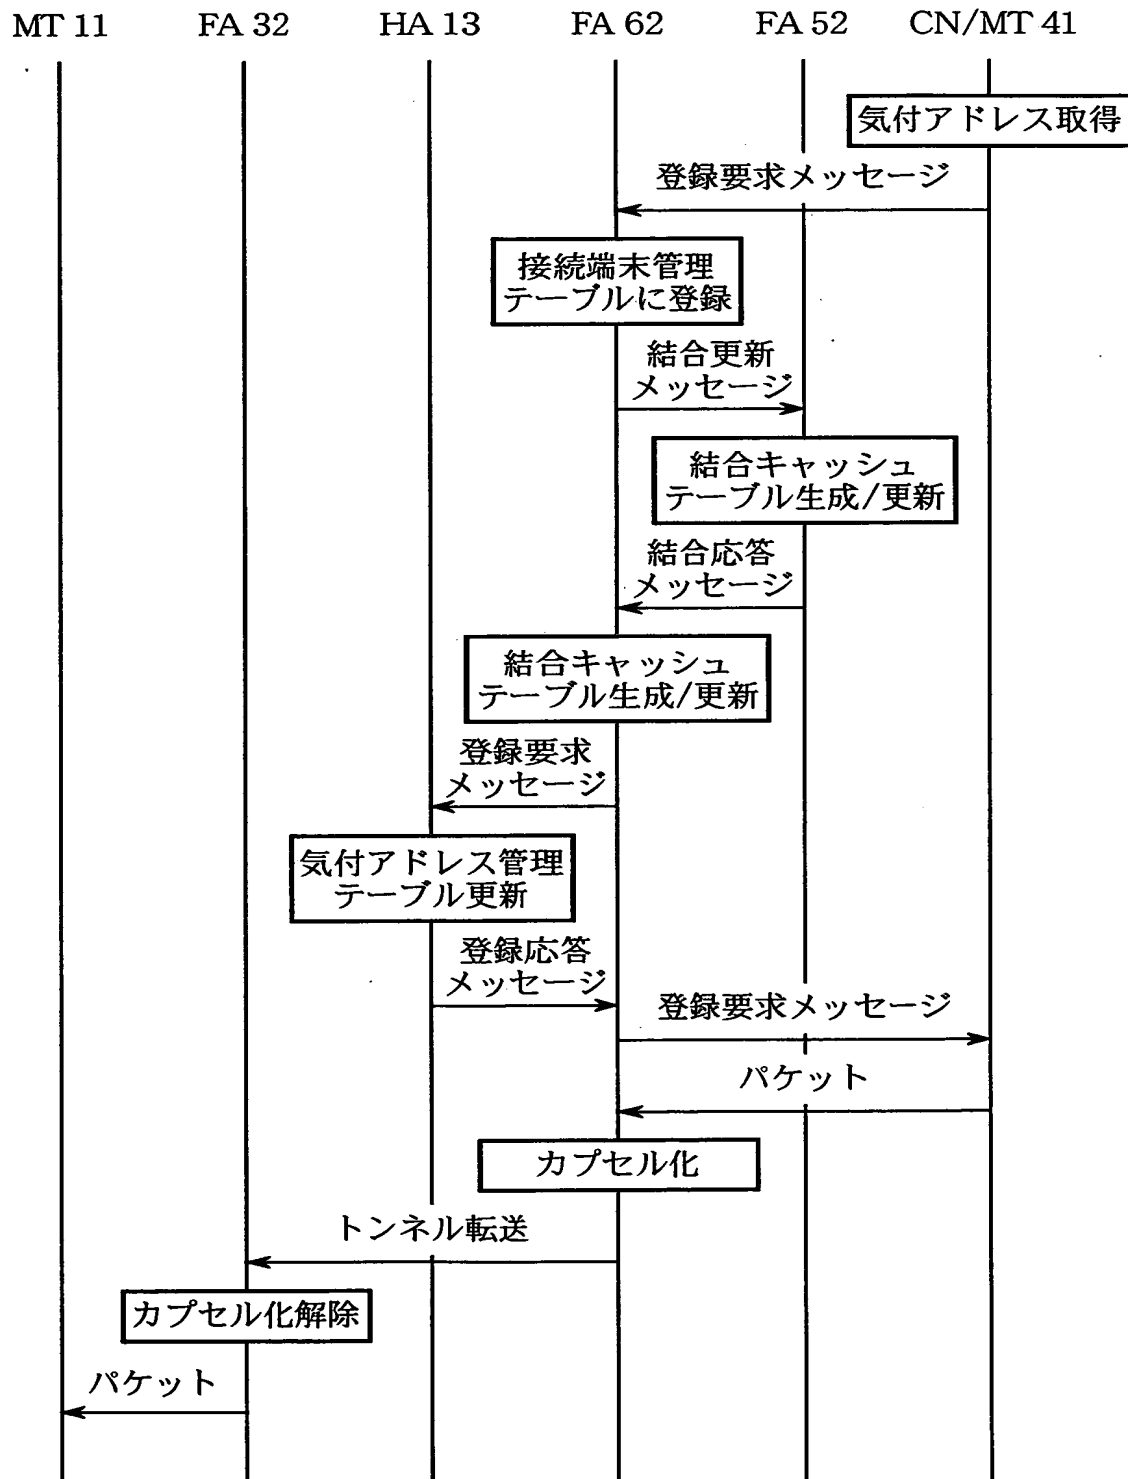 MT 11 FA 32 HA 13 FA 62 FA 52 CN/MT 41
気付アドレス取得
登録要求メッセージ
接続端末管理
テーブルに登録
結合更新
メッセージ
結合キャッシュ
テーブル生成/更新
結合応答
メッセージ
結合キャッシュ
テーブル生成/更新
登録要求
メッセージ
気付アドレス管理
テーブル更新
登録応答
メッセージ
登録要求メッセージ
パケット
カプセル化
トンネル転送
カプセル化解除
パケット